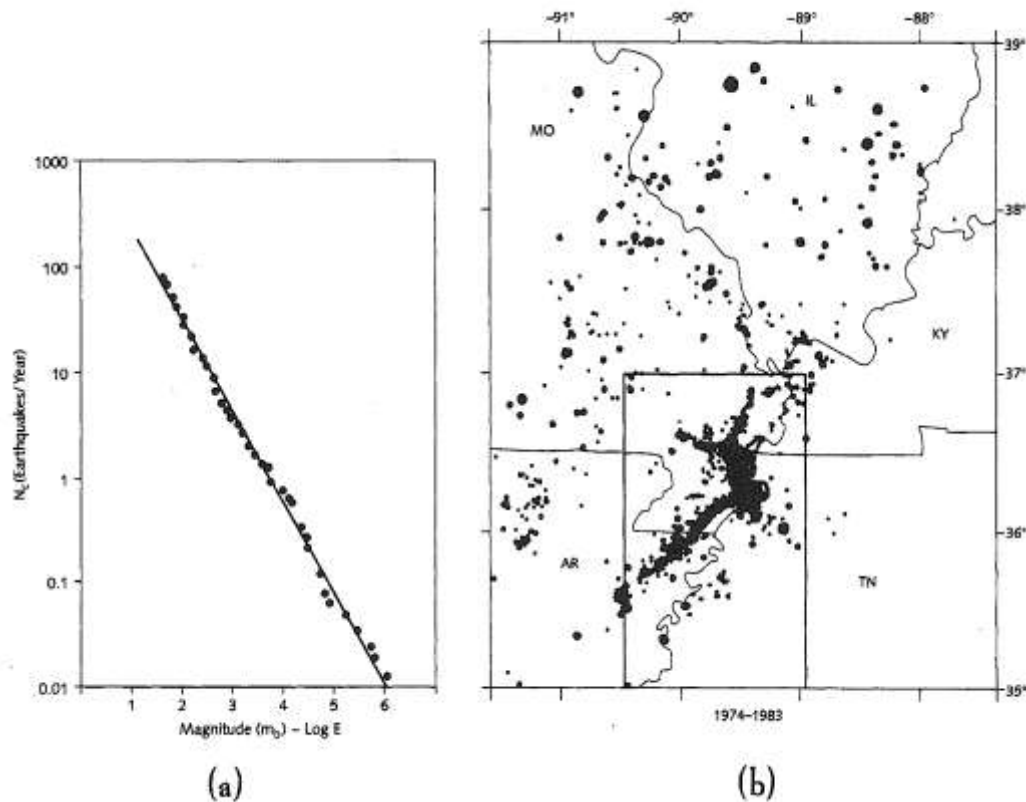 1000
100
10
1
0.1
0.01
N_c (Earthquakes/Year)
1 2 3 4 5 6
Magnitude (m_b) – Log E
(a)
–91° –90° –89° –88°
39°
38°
37°
36°
35°
MO
IL
KY
AR
TN
1974–1983
(b)